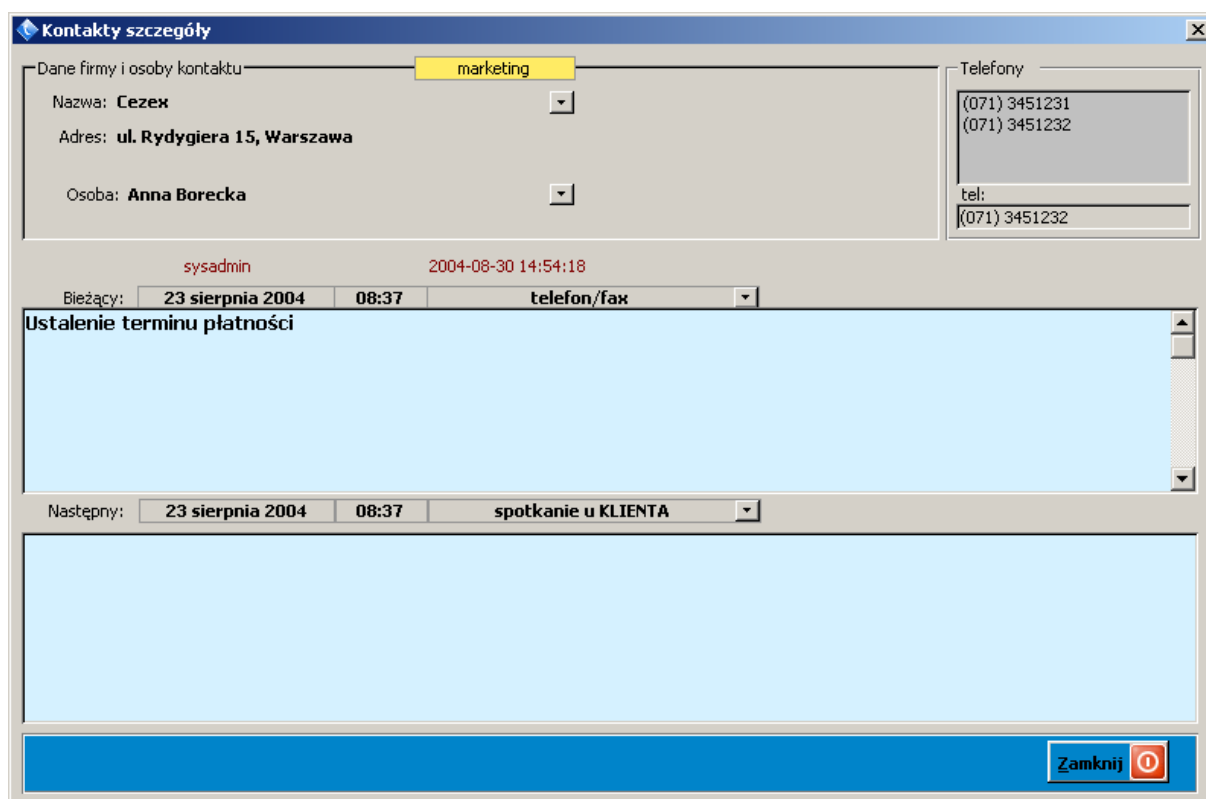 Kontakty szczegóły
Dane firmy i osoby kontaktu
marketing
Nazwa: Cezex
Adres: ul. Rydygiera 15, Warszawa
Osoba: Anna Borecka
Telefony
(071) 3451231
(071) 3451232
tel:
(071) 3451232
sysadmin 2004-08-30 14:54:18
Bieżący: 23 sierpnia 2004 08:37 telefon/fax
Ustalenie terminu płatności
Następny: 23 sierpnia 2004 08:37 spotkanie u KLIENTA
Zamknij